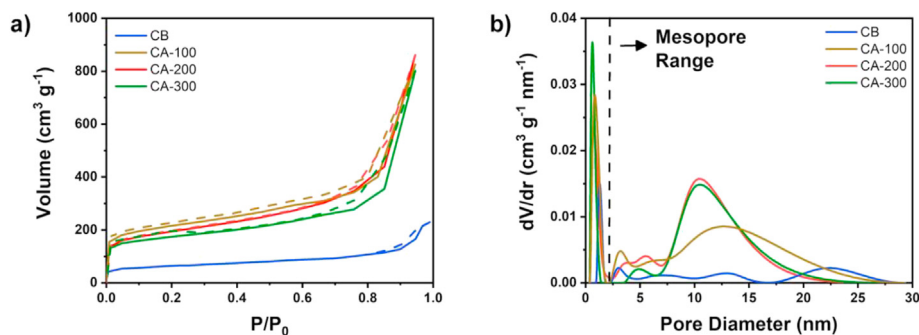 a)
CB
CA-100
CA-200
CA-300
Volume (cm³ g⁻¹)
1000
800
600
400
200
0
0.0 0.2 0.4 0.6 0.8 1.0
P/P₀
b)
Mesopore
Range
CB
CA-100
CA-200
CA-300
dV/dr (cm³ g⁻¹ nm⁻¹)
0.04
0.03
0.02
0.01
0.00
0 5 10 15 20 25 30
Pore Diameter (nm)